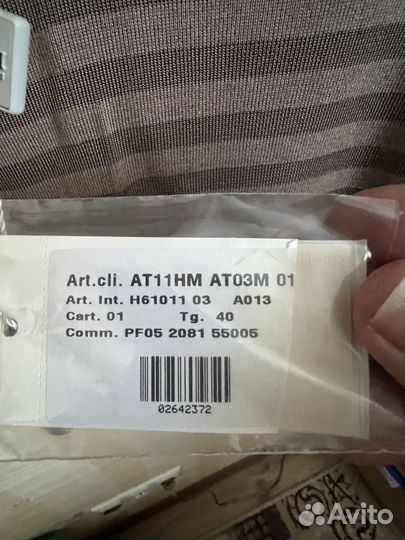 Art.cli. AT11HM AT03M 01
Art. Int. H61011 03 A013
Cart. 01 Tg. 40
Comm. PF05 2081 55005
02642372
Avito